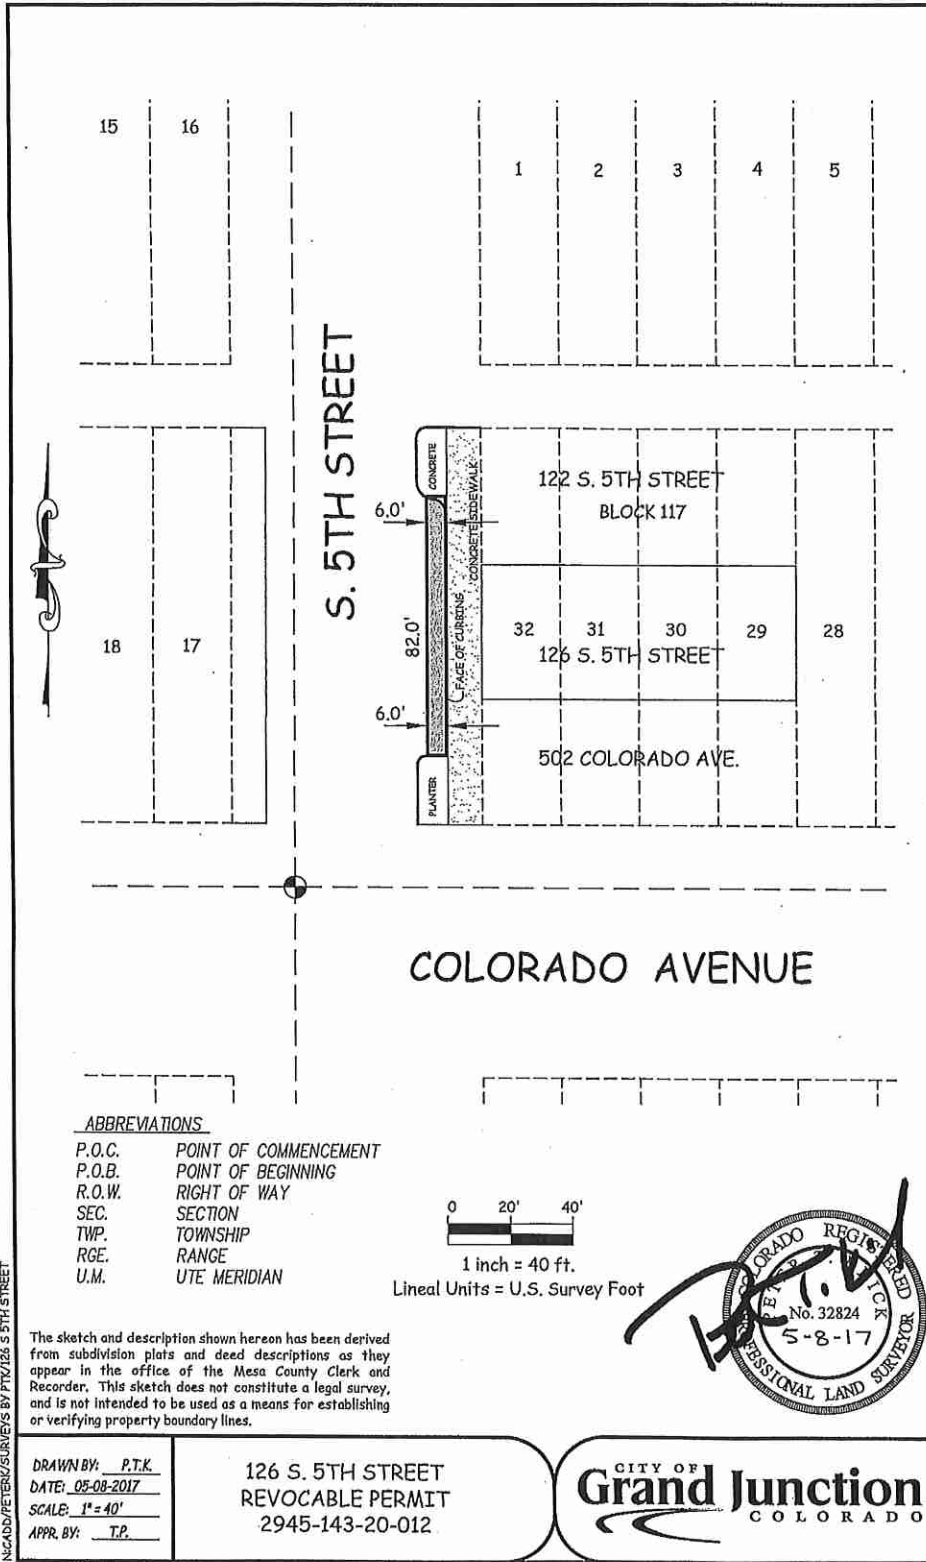 15 16
1 2 3 4 5
S. 5TH STREET
CONCRETE
CONCRETE SIDEWALK
122 S. 5TH STREET
BLOCK 117
6.0'
82.0'
FACE OF CURBING
18 17
32 31 30 29 28
126 S. 5TH STREET
6.0'
PLANTER
502 COLORADO AVE.
COLORADO AVENUE
ABBREVIATIONS
P.O.C. POINT OF COMMENCEMENT
P.O.B. POINT OF BEGINNING
R.O.W. RIGHT OF WAY
SEC. SECTION
TWP. TOWNSHIP
RGE. RANGE
U.M. UTE MERIDIAN
0 20' 40'
1 inch = 40 ft.
Lineal Units = U.S. Survey Foot
COLORADO REGISTERED
No. 32824
5-8-17
PROFESSIONAL LAND SURVEYOR
The sketch and description shown hereon has been derived
from subdivision plats and deed descriptions as they
appear in the office of the Mesa County Clerk and
Recorder. This sketch does not constitute a legal survey,
and is not intended to be used as a means for establishing
or verifying property boundary lines.
N:\CADD/PETERK/SURVEYS BY PTK/126 S 5TH STREET
DRAWN BY: P.T.K.
DATE: 05-08-2017
SCALE: 1" = 40'
APPR. BY: T.P.
126 S. 5TH STREET
REVOCABLE PERMIT
2945-143-20-012
CITY OF
Grand Junction
COLORADO